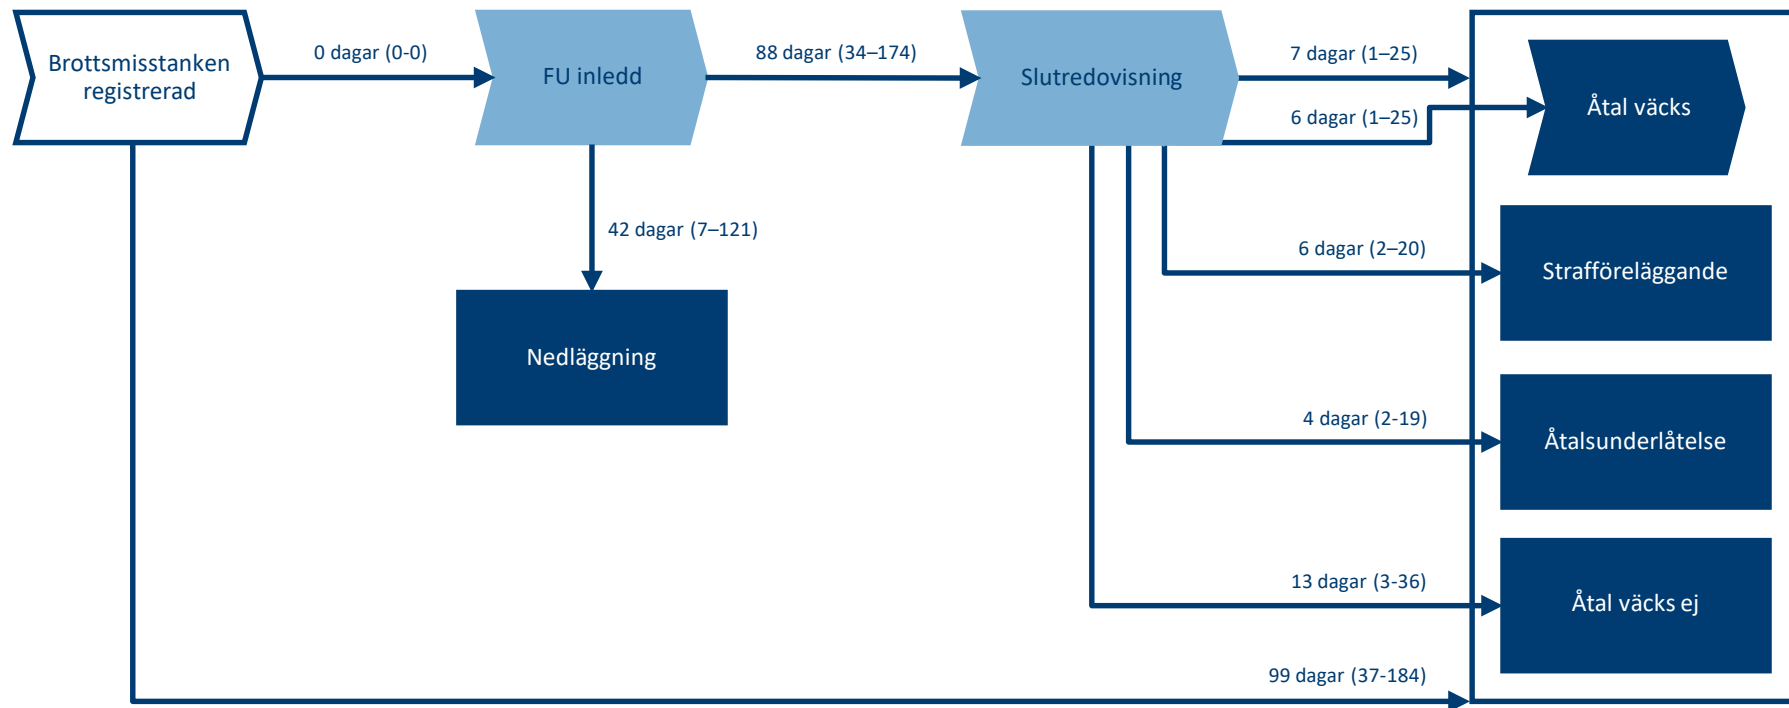 Brottsmisstanken
registrerad
0 dagar (0-0)
FU inledd
88 dagar (34–174)
Slutredovisning
7 dagar (1–25)
6 dagar (1–25)
Åtal väcks
42 dagar (7–121)
6 dagar (2–20)
Strafföreläggande
Nedläggning
4 dagar (2-19)
Åtalsunderlåtelse
13 dagar (3-36)
Åtal väcks ej
99 dagar (37-184)